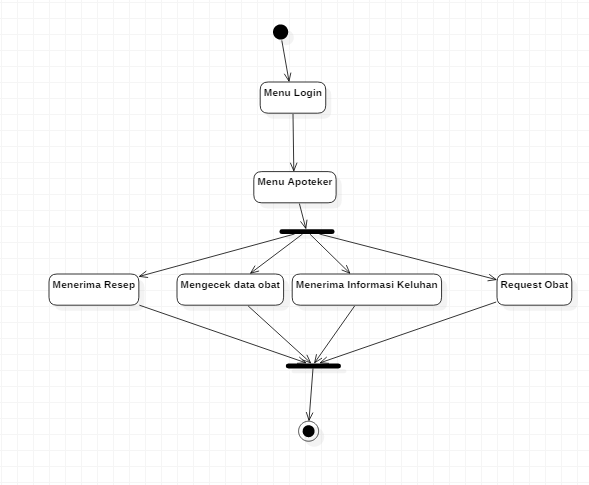 Menu Login
Menu Apoteker
Menerima Resep
Mengecek data obat
Menerima Informasi Keluhan
Request Obat